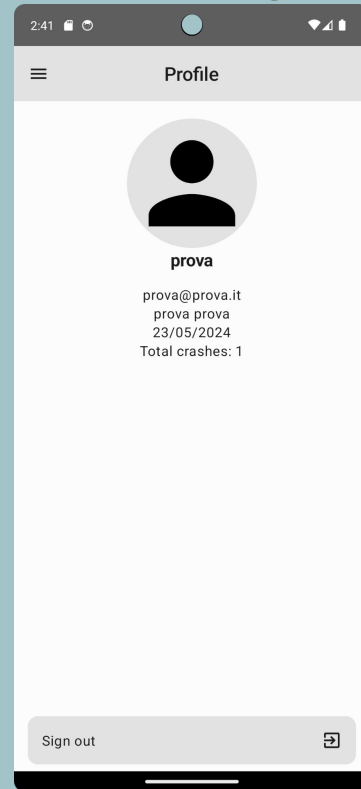 2:41
Profile
prova
prova@prova.it
prova prova
23/05/2024
Total crashes: 1
Sign out